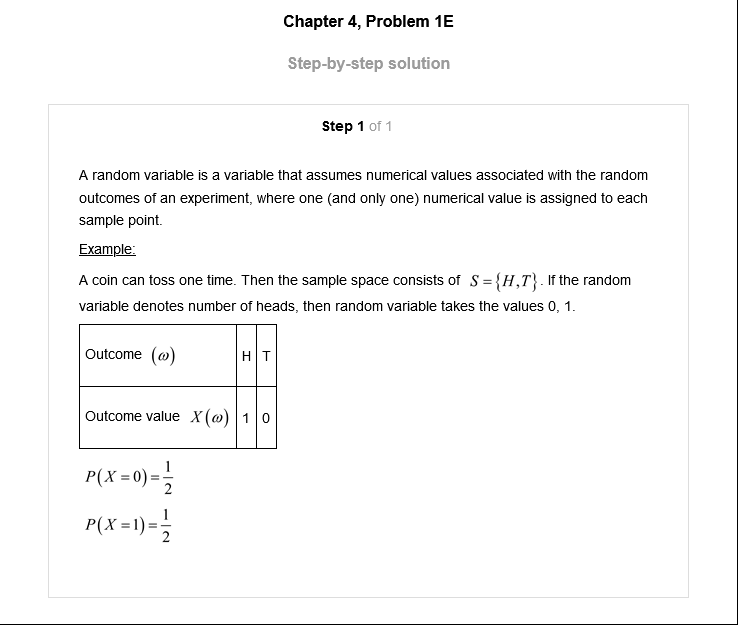 Chapter 4, Problem 1E
Step-by-step solution
Step 1 of 1
A random variable is a variable that assumes numerical values associated with the random
outcomes of an experiment, where one (and only one) numerical value is assigned to each
sample point.
Example:
A coin can toss one time. Then the sample space consists of S={H,T}. If the random
variable denotes number of heads, then random variable takes the values 0, 1.
Outcome (ω) H T
Outcome value X(ω) 1 0
P(X=0)=1/2
P(X=1)=1/2